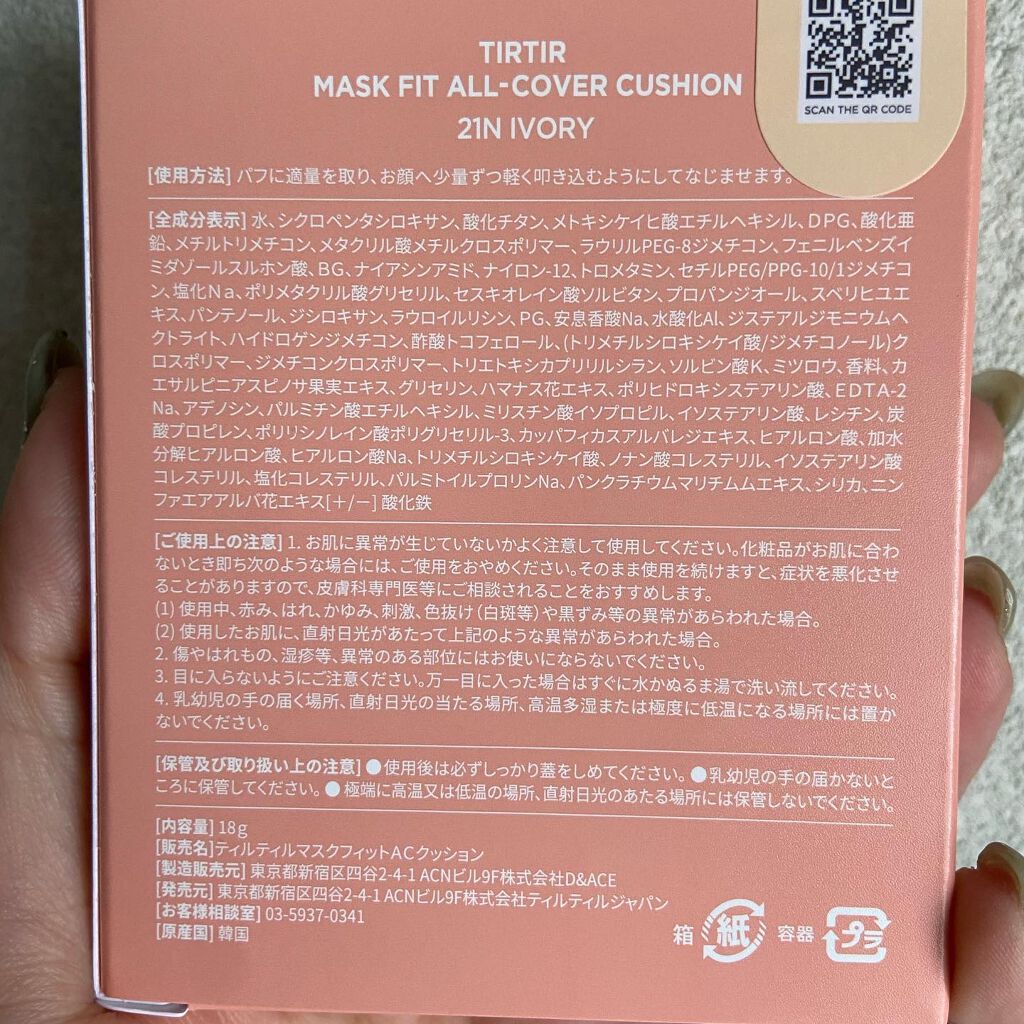 SCAN THE QR CODE
TIRTIR
MASK FIT ALL-COVER CUSHION
21N IVORY
[使用方法] パフに適量を取り、お顔へ少量ずつ軽く叩き込むようにしてなじませます。
[全成分表示] 水、シクロペンタシロキサン、酸化チタン、メトキシケイヒ酸エチルヘキシル、DPG、酸化亜
鉛、メチルトリメチコン、メタクリル酸メチルクロスポリマー、ラウリルPEG-8ジメチコン、フェニルベンズイ
ミダゾールスルホン酸、BG、ナイアシンアミド、ナイロン-12、トロメタミン、セチルPEG/PPG-10/1ジメチコ
ン、塩化Na、ポリメタクリル酸グリセリル、セスキオレイン酸ソルビタン、プロパンジオール、スベリヒユエ
キス、パンテノール、ジシロキサン、ラウロイルリシン、PG、安息香酸Na、水酸化Al、ジステアルジモニウムヘ
クトライト、ハイドロゲンジメチコン、酢酸トコフェロール、(トリメチルシロキシケイ酸/ジメチコノール)ク
ロスポリマー、ジメチコンクロスポリマー、トリエトキシカプリリルシラン、ソルビン酸K、ミツロウ、香料、カ
エサルピニアスピノサ果実エキス、グリセリン、ハマナス花エキス、ポリヒドロキシステアリン酸、EDTA-2
Na、アデノシン、パルミチン酸エチルヘキシル、ミリスチン酸イソプロピル、イソステアリン酸、レシチン、炭
酸プロピレン、ポリリシノレイン酸ポリグリセリル-3、カッパフィカスアルバレジエキス、ヒアルロン酸、加水
分解ヒアルロン酸、ヒアルロン酸Na、トリメチルシロキシケイ酸、ノナン酸コレステリル、イソステアリン酸
コレステリル、塩化コレステリル、パルミトイルプロリンNa、パンクラチウムマリチムムエキス、シリカ、ニン
ファエアアルバ花エキス[+/-] 酸化鉄
[ご使用上の注意] 1. お肌に異常が生じていないかよく注意して使用してください。化粧品がお肌に合わ
ないとき即ち次のような場合には、ご使用をおやめください。そのまま使用を続けますと、症状を悪化させ
ることがありますので、皮膚科専門医等にご相談されることをおすすめします。
(1) 使用中、赤み、はれ、かゆみ、刺激、色抜け(白斑等)や黒ずみ等の異常があらわれた場合。
(2) 使用したお肌に、直射日光があたって上記のような異常があらわれた場合。
2. 傷やはれもの、湿疹等、異常のある部位にはお使いにならないでください。
3. 目に入らないようにご注意ください。万一目に入った場合はすぐに水かぬるま湯で洗い流してください。
4. 乳幼児の手の届く場所、直射日光の当たる場所、高温多湿または極度に低温になる場所には置か
ないでください。
[保管及び取り扱い上の注意] ●使用後は必ずしっかり蓋をしめてください。 ●乳幼児の手の届かないと
ころに保管してください。 ●極端に高温又は低温の場所、直射日光のあたる場所には保管しないでください。
[内容量] 18g
[販売名]ティルティルマスクフィットACクッション
[製造販売元] 東京都新宿区四谷2-4-1 ACNビル9F株式会社D&ACE
[発売元] 東京都新宿区四谷2-4-1 ACNビル9F株式会社ティルティルジャパン
[お客様相談室] 03-5937-0341
[原産国] 韓国
箱 紙 容器 プラ